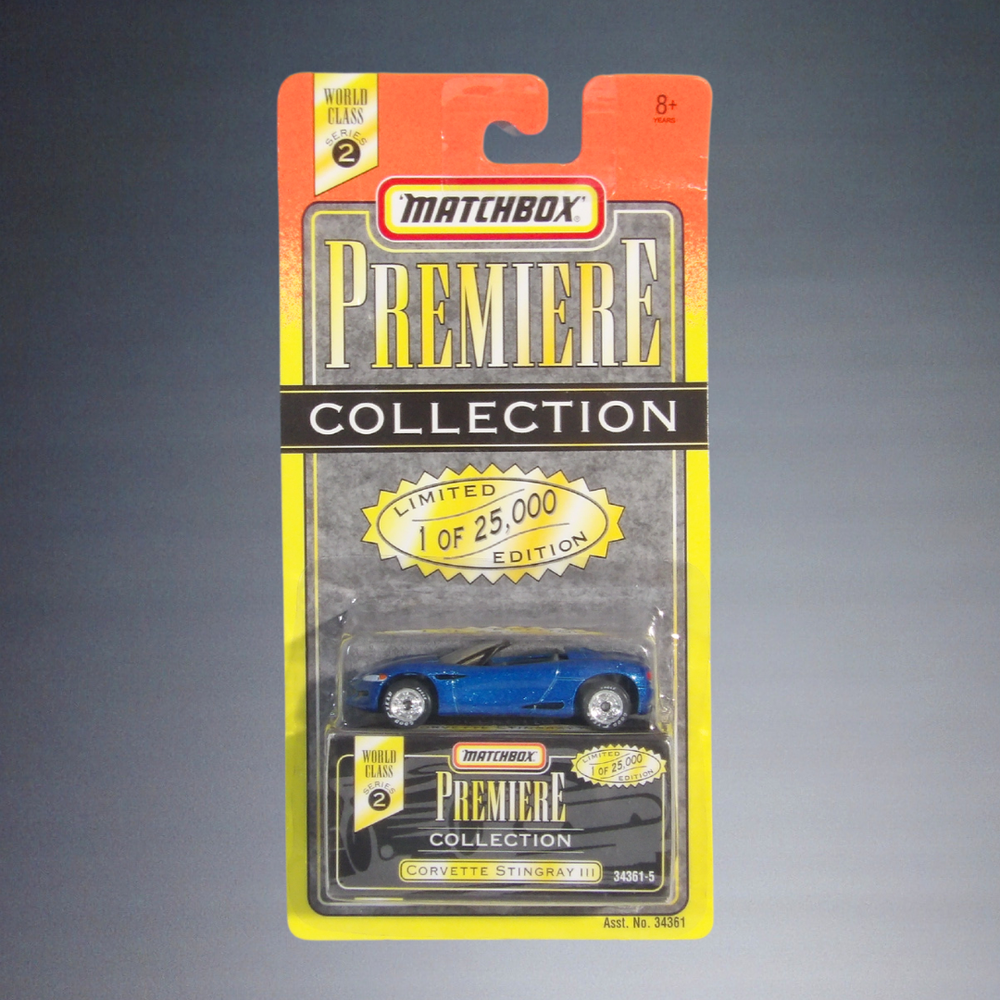 WORLD
CLASS
SERIES
2
8+
YEARS
MATCHBOX®
PREMIERE
COLLECTION
LIMITED
1 OF 25,000
EDITION
WORLD
CLASS
SERIES
2
MATCHBOX
LIMITED
1 OF 25,000
EDITION
PREMIERE
COLLECTION
CORVETTE STINGRAY III
34361-5
Asst. No. 34361